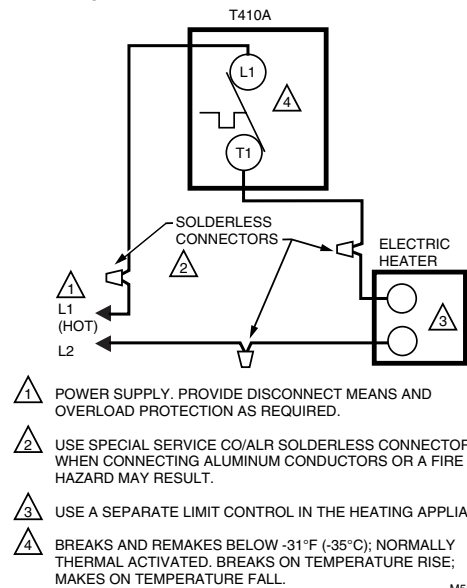 T410A
L1
4
T1
SOLDERLESS
CONNECTORS
2
ELECTRIC
HEATER
1
L1
(HOT)
L2
3
1 POWER SUPPLY. PROVIDE DISCONNECT MEANS AND
OVERLOAD PROTECTION AS REQUIRED.
2 USE SPECIAL SERVICE CO/ALR SOLDERLESS CONNECTOR
WHEN CONNECTING ALUMINUM CONDUCTORS OR A FIRE
HAZARD MAY RESULT.
3 USE A SEPARATE LIMIT CONTROL IN THE HEATING
4 BREAKS AND REMAKES BELOW -31°F (-35°C); NORMALLY
THERMAL ACTIVATED. BREAKS ON TEMPERATURE RISE;
MAKES ON TEMPERATURE FALL.